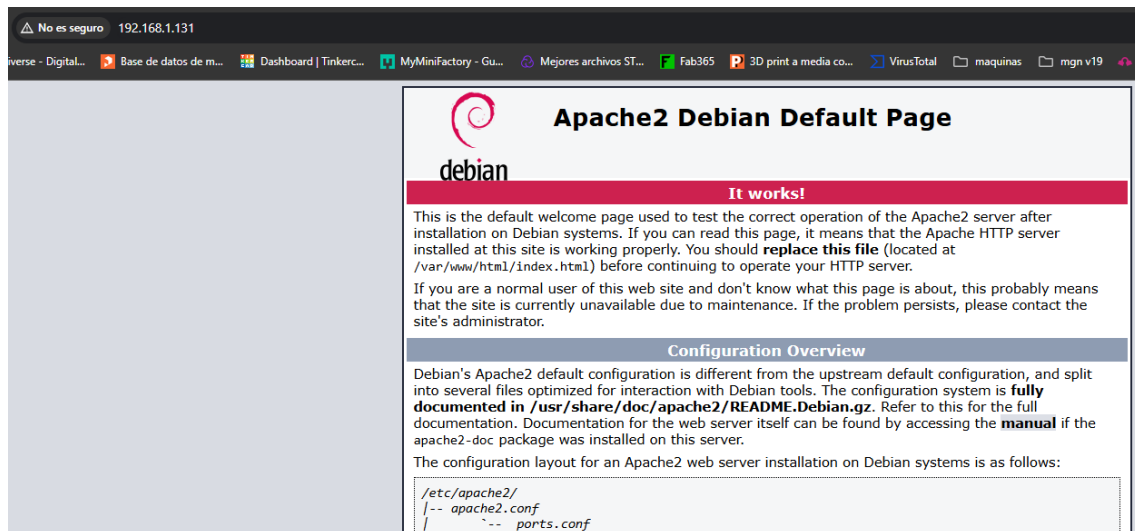 No es seguro 192.168.1.131
iverse - Digital... Base de datos de m... Dashboard | Tinkerc... MyMiniFactory - Gu... Mejores archivos ST... Fab365 3D print a media co... VirusTotal maquinas mgn v19
debian
Apache2 Debian Default Page
It works!
This is the default welcome page used to test the correct operation of the Apache2 server after
installation on Debian systems. If you can read this page, it means that the Apache HTTP server
installed at this site is working properly. You should replace this file (located at
/var/www/html/index.html) before continuing to operate your HTTP server.
If you are a normal user of this web site and don't know what this page is about, this probably means
that the site is currently unavailable due to maintenance. If the problem persists, please contact the
site's administrator.
Configuration Overview
Debian's Apache2 default configuration is different from the upstream default configuration, and split
into several files optimized for interaction with Debian tools. The configuration system is fully
documented in /usr/share/doc/apache2/README.Debian.gz. Refer to this for the full
documentation. Documentation for the web server itself can be found by accessing the manual if the
apache2-doc package was installed on this server.
The configuration layout for an Apache2 web server installation on Debian systems is as follows:
/etc/apache2/
|-- apache2.conf
|       `--  ports.conf